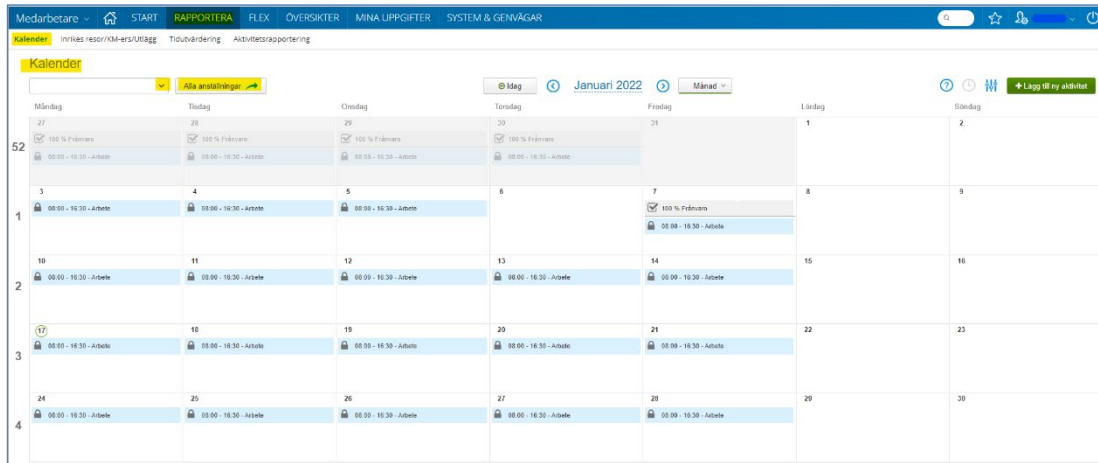 Medarbetare START RAPPORTERA FLEX ÖVERSIKTER MINA UPPGIFTER SYSTEM & GENVÄGAR
Kalender Inrikes resor/KM-ers/Utlägg Tidutvärdering Aktivitetsrapportering
Kalender
Alla anställningar Idag Januari 2022 Månad + Lägg till ny aktivitet
Måndag Tisdag Onsdag Torsdag Fredag Lördag Söndag
27 28 29 30 31 1 2
100 % Frånvaro 100 % Frånvaro 100 % Frånvaro 100 % Frånvaro
52
08:00 - 16:30 - Arbete 08:00 - 16:30 - Arbete 08:00 - 16:30 - Arbete 08:00 - 16:30 - Arbete
3 4 5 6 7 8 9
08:00 - 16:30 - Arbete 08:00 - 16:30 - Arbete 08:00 - 16:30 - Arbete 100 % Frånvaro
1
08:00 - 16:30 - Arbete
10 11 12 13 14 15 16
08:00 - 16:30 - Arbete 08:00 - 16:30 - Arbete 08:00 - 16:30 - Arbete 08:00 - 16:30 - Arbete 08:00 - 16:30 - Arbete
2
17 18 19 20 21 22 23
08:00 - 16:30 - Arbete 08:00 - 16:30 - Arbete 08:00 - 16:30 - Arbete 08:00 - 16:30 - Arbete 08:00 - 16:30 - Arbete
3
24 25 26 27 28 29 30
08:00 - 16:30 - Arbete 08:00 - 16:30 - Arbete 08:00 - 16:30 - Arbete 08:00 - 16:30 - Arbete 08:00 - 16:30 - Arbete
4